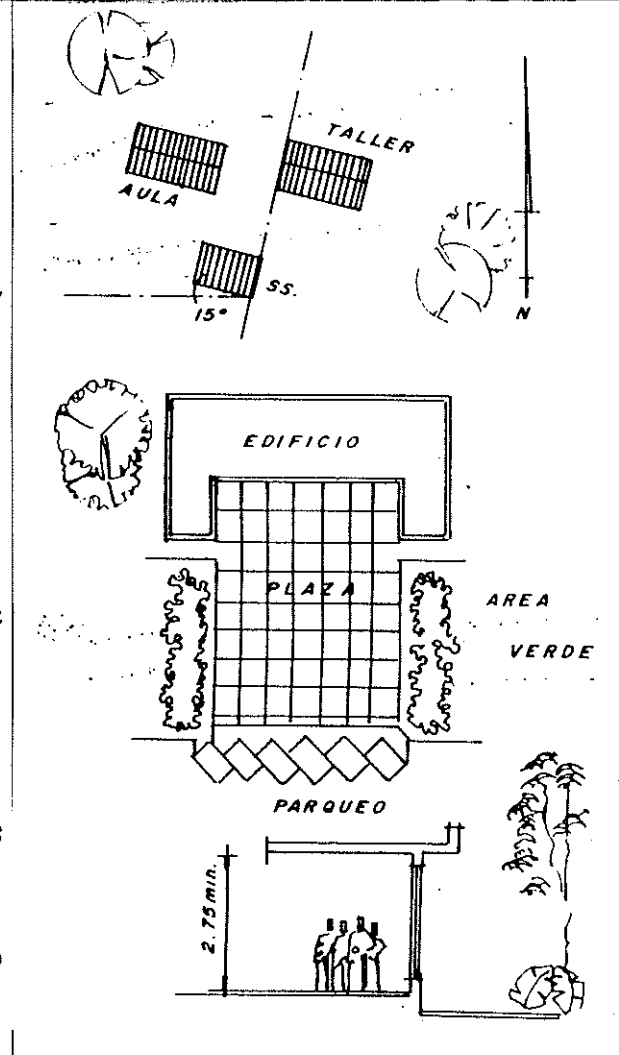 TALLER
AULA
SS.
15°
N
EDIFICIO
PLAZA
AREA
VERDE
PARQUEO
2.75 min.